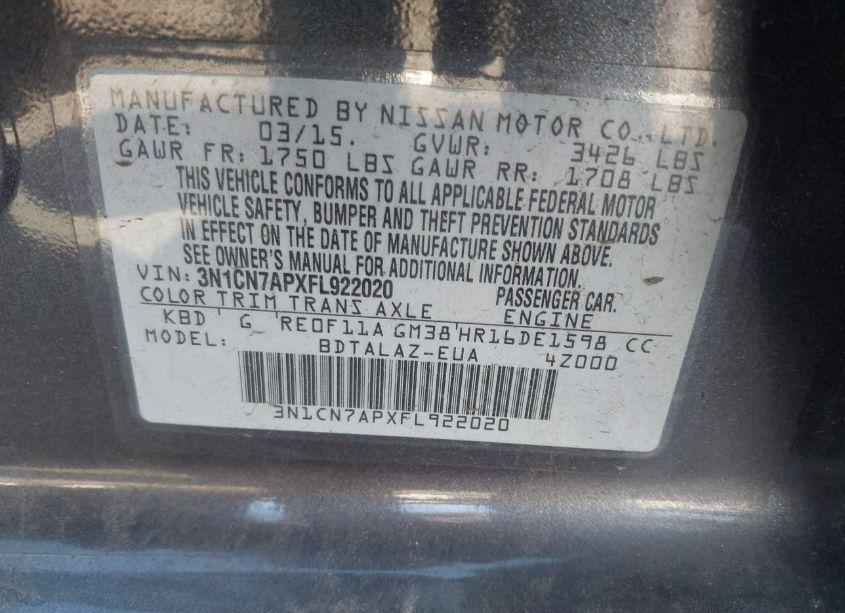 MANUFACTURED BY NISSAN MOTOR CO., LTD.
DATE: 03/15. GVWR: 3426 LBS
GAWR FR: 1750 LBS GAWR RR: 1708 LBS
THIS VEHICLE CONFORMS TO ALL APPLICABLE FEDERAL MOTOR
VEHICLE SAFETY, BUMPER AND THEFT PREVENTION STANDARDS
IN EFFECT ON THE DATE OF MANUFACTURE SHOWN ABOVE.
SEE OWNER'S MANUAL FOR ADDITIONAL INFORMATION.
VIN: 3N1CN7APXFL922020 PASSENGER CAR.
COLOR TRIM TRANS AXLE ENGINE
KBD G RE0F11A GM38 HR16DE1598 CC
MODEL: BDTALAZ-EUA 4Z000
3N1CN7APXFL922020